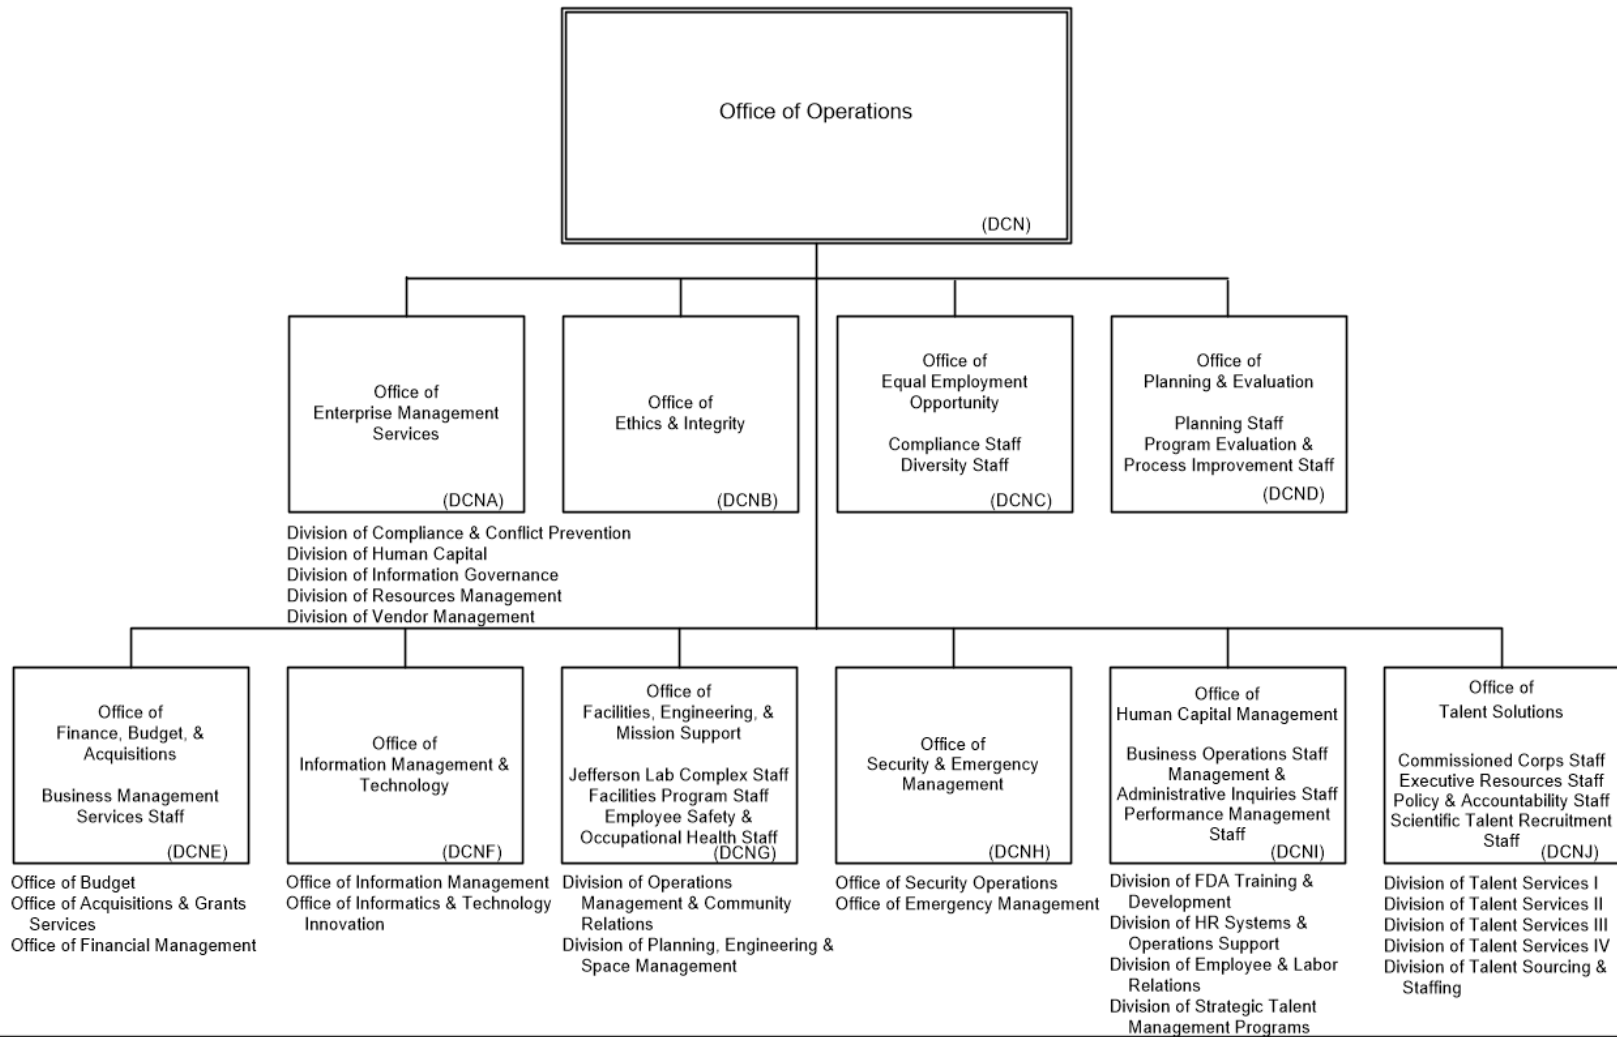 Office of Operations
(DCN)
Office of
Enterprise Management
Services
(DCNA)
Division of Compliance & Conflict Prevention
Division of Human Capital
Division of Information Governance
Division of Resources Management
Division of Vendor Management
Office of
Ethics & Integrity
(DCNB)
Office of
Equal Employment
Opportunity
Compliance Staff
Diversity Staff
(DCNC)
Office of
Planning & Evaluation
Planning Staff
Program Evaluation &
Process Improvement Staff
(DCND)
Office of
Finance, Budget, &
Acquisitions
Business Management
Services Staff
(DCNE)
Office of Budget
Office of Acquisitions & Grants
Services
Office of Financial Management
Office of
Information Management &
Technology
(DCNF)
Office of Information Management
Office of Informatics & Technology
Innovation
Office of
Facilities, Engineering, &
Mission Support
Jefferson Lab Complex Staff
Facilities Program Staff
Employee Safety &
Occupational Health Staff
(DCNG)
Division of Operations
Management & Community
Relations
Division of Planning, Engineering &
Space Management
Office of
Security & Emergency
Management
(DCNH)
Office of Security Operations
Office of Emergency Management
Office of
Human Capital Management
Business Operations Staff
Management &
Administrative Inquiries Staff
Performance Management
Staff
(DCNI)
Division of FDA Training &
Development
Division of HR Systems &
Operations Support
Division of Employee & Labor
Relations
Division of Strategic Talent
Management Programs
Office of
Talent Solutions
Commissioned Corps Staff
Executive Resources Staff
Policy & Accountability Staff
Scientific Talent Recruitment
Staff
(DCNJ)
Division of Talent Services I
Division of Talent Services II
Division of Talent Services III
Division of Talent Services IV
Division of Talent Sourcing &
Staffing